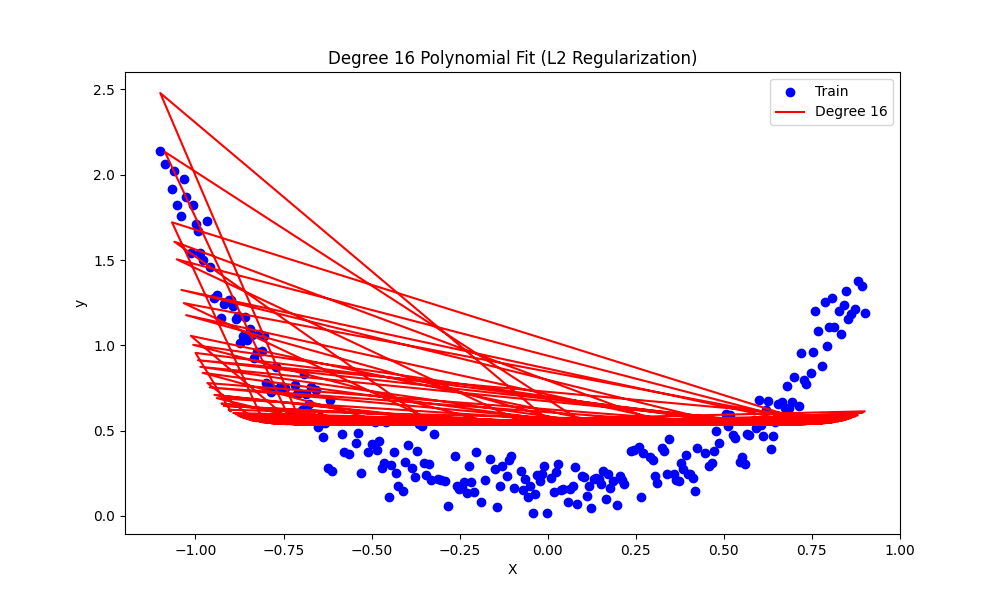 Degree 16 Polynomial Fit (L2 Regularization)
Train
Degree 16
2.5
2.0
1.5
1.0
0.5
0.0
y
−1.00 −0.75 −0.50 −0.25 0.00 0.25 0.50 0.75 1.00
X